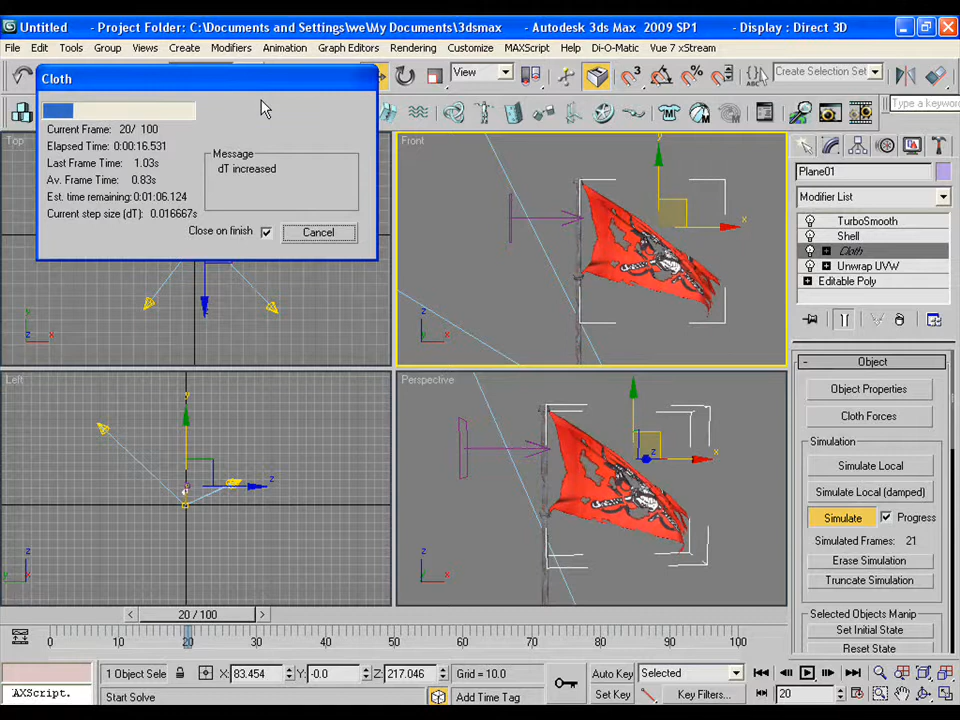 Untitled - Project Folder: C:\Documents and Settings\we\My Documents\3dsmax - Autodesk 3ds Max 2009 SP1 - Display : Direct 3D
File Edit Tools Group Views Create Modifiers Animation Graph Editors Rendering Customize MAXScript Help Di-O-Matic Vue 7 xStream
View
3
Create Selection Set
Type a keyword
Cloth
Current Frame: 20/ 100
Elapsed Time: 0:00:16.531
Last Frame Time: 1.03s
Av. Frame Time: 0.83s
Est. time remaining:0:01:06.124
Current step size (dT): 0.016667s
Message
dT increased
Close on finish
Cancel
Top
Front
y
x
z
x
Left
y
z
z
y
Perspective
z
x
z
x
Plane01
Modifier List
TurboSmooth
Shell
Cloth
Unwrap UVW
Editable Poly
Object
Object Properties
Cloth Forces
Simulation
Simulate Local
Simulate Local (damped)
Simulate
Progress
Simulated Frames: 21
Erase Simulation
Truncate Simulation
Selected Objects Manip
Set Initial State
Reset State
< 20 / 100 >
0 10 20 30 40 50 60 70 80 90 100
1 Object Sele X: 83.454 Y: -0.0 Z: 217.046 Grid = 10.0
Auto Key Selected
'AXScript. Start Solve Add Time Tag
Set Key Key Filters... 20